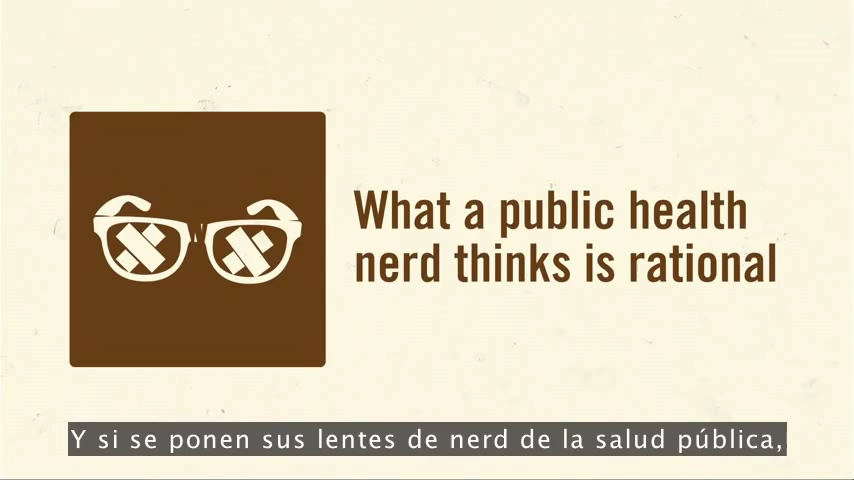 What a public health
nerd thinks is rational
Y si se ponen sus lentes de nerd de la salud pública,